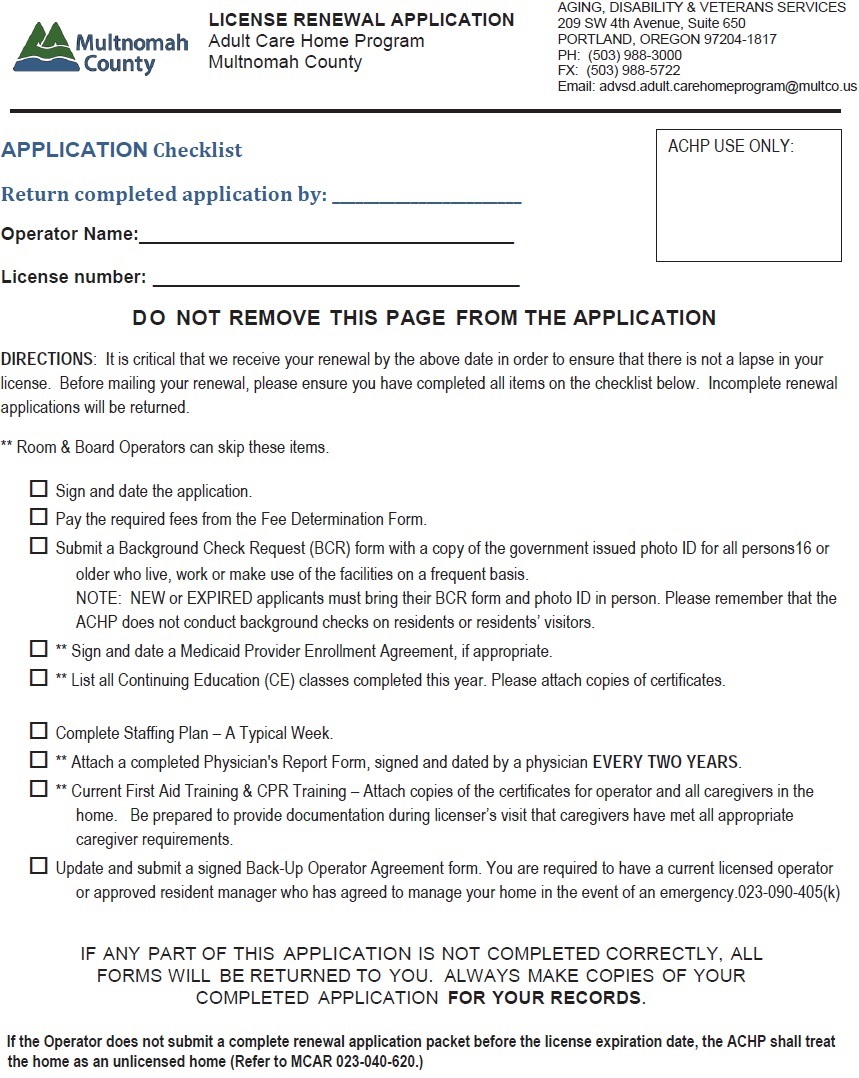 Multnomah
County
LICENSE RENEWAL APPLICATION
Adult Care Home Program
Multnomah County
AGING, DISABILITY & VETERANS SERVICES
209 SW 4th Avenue, Suite 650
PORTLAND, OREGON 97204-1817
PH: (503) 988-3000
FX: (503) 988-5722
Email: advsd.adult.carehomeprogram@multco.us
APPLICATION Checklist
ACHP USE ONLY:
Return completed application by: ________________________
Operator Name:________________________
License number: ________________________
DO NOT REMOVE THIS PAGE FROM THE APPLICATION
DIRECTIONS: It is critical that we receive your renewal by the above date in order to ensure that there is not a lapse in your
license. Before mailing your renewal, please ensure you have completed all items on the checklist below. Incomplete renewal
applications will be returned.
** Room & Board Operators can skip these items.
☐ Sign and date the application.
☐ Pay the required fees from the Fee Determination Form.
☐ Submit a Background Check Request (BCR) form with a copy of the government issued photo ID for all persons16 or
older who live, work or make use of the facilities on a frequent basis.
NOTE: NEW or EXPIRED applicants must bring their BCR form and photo ID in person. Please remember that the
ACHP does not conduct background checks on residents or residents’ visitors.
☐ ** Sign and date a Medicaid Provider Enrollment Agreement, if appropriate.
☐ ** List all Continuing Education (CE) classes completed this year. Please attach copies of certificates.
☐ Complete Staffing Plan – A Typical Week.
☐ ** Attach a completed Physician's Report Form, signed and dated by a physician EVERY TWO YEARS.
☐ ** Current First Aid Training & CPR Training – Attach copies of the certificates for operator and all caregivers in the
home. Be prepared to provide documentation during licenser’s visit that caregivers have met all appropriate
caregiver requirements.
☐ Update and submit a signed Back-Up Operator Agreement form. You are required to have a current licensed operator
or approved resident manager who has agreed to manage your home in the event of an emergency.023-090-405(k)
IF ANY PART OF THIS APPLICATION IS NOT COMPLETED CORRECTLY, ALL
FORMS WILL BE RETURNED TO YOU. ALWAYS MAKE COPIES OF YOUR
COMPLETED APPLICATION FOR YOUR RECORDS.
If the Operator does not submit a complete renewal application packet before the license expiration date, the ACHP shall treat
the home as an unlicensed home (Refer to MCAR 023-040-620.)